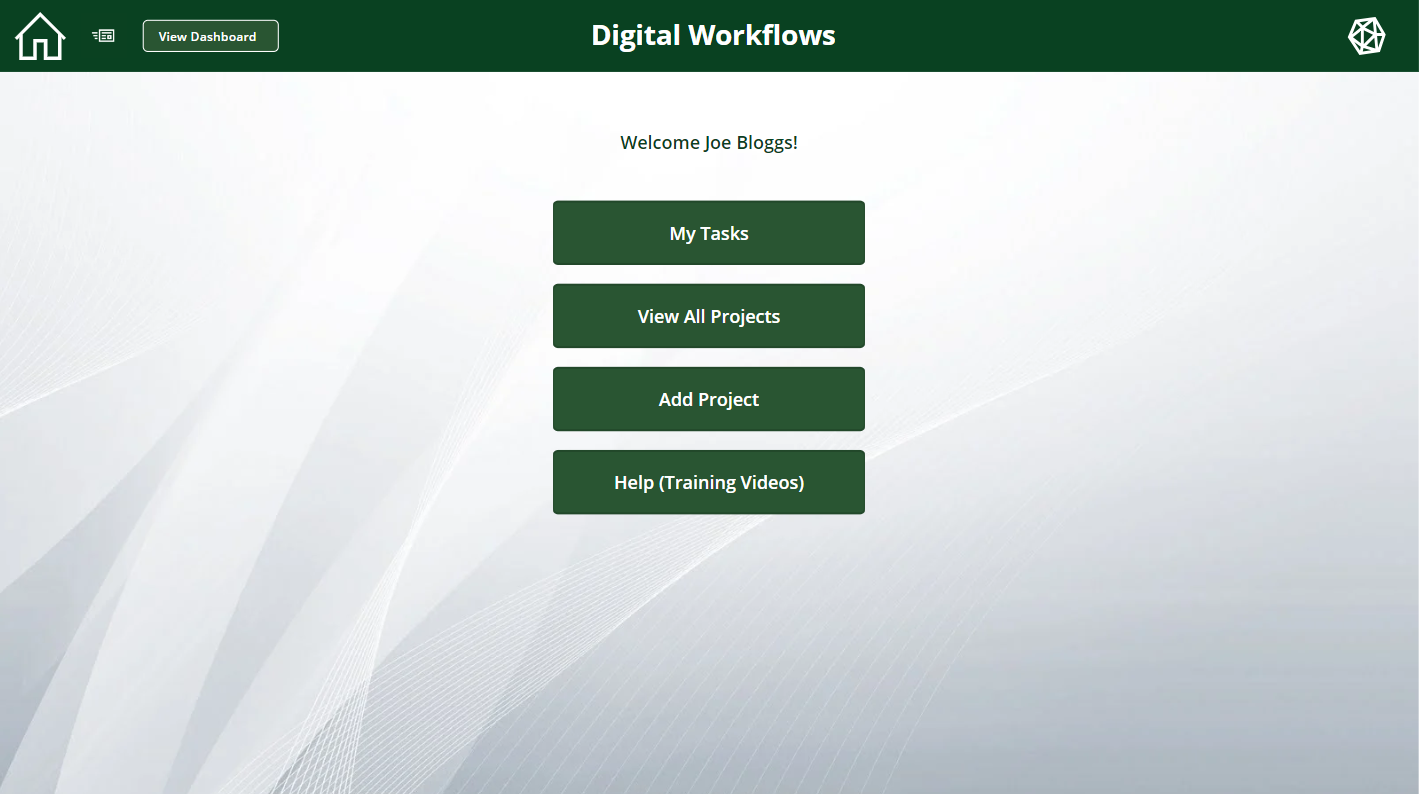 View Dashboard
Digital Workflows
Welcome Joe Bloggs!
My Tasks
View All Projects
Add Project
Help (Training Videos)